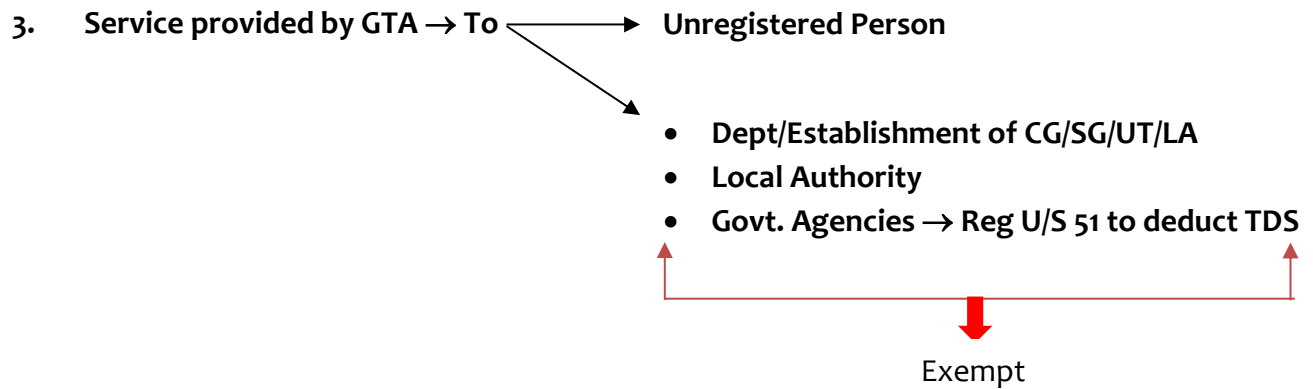 3. Service provided by GTA → To Unregistered Person
• Dept/Establishment of CG/SG/UT/LA
• Local Authority
• Govt. Agencies → Reg U/S 51 to deduct TDS
Exempt